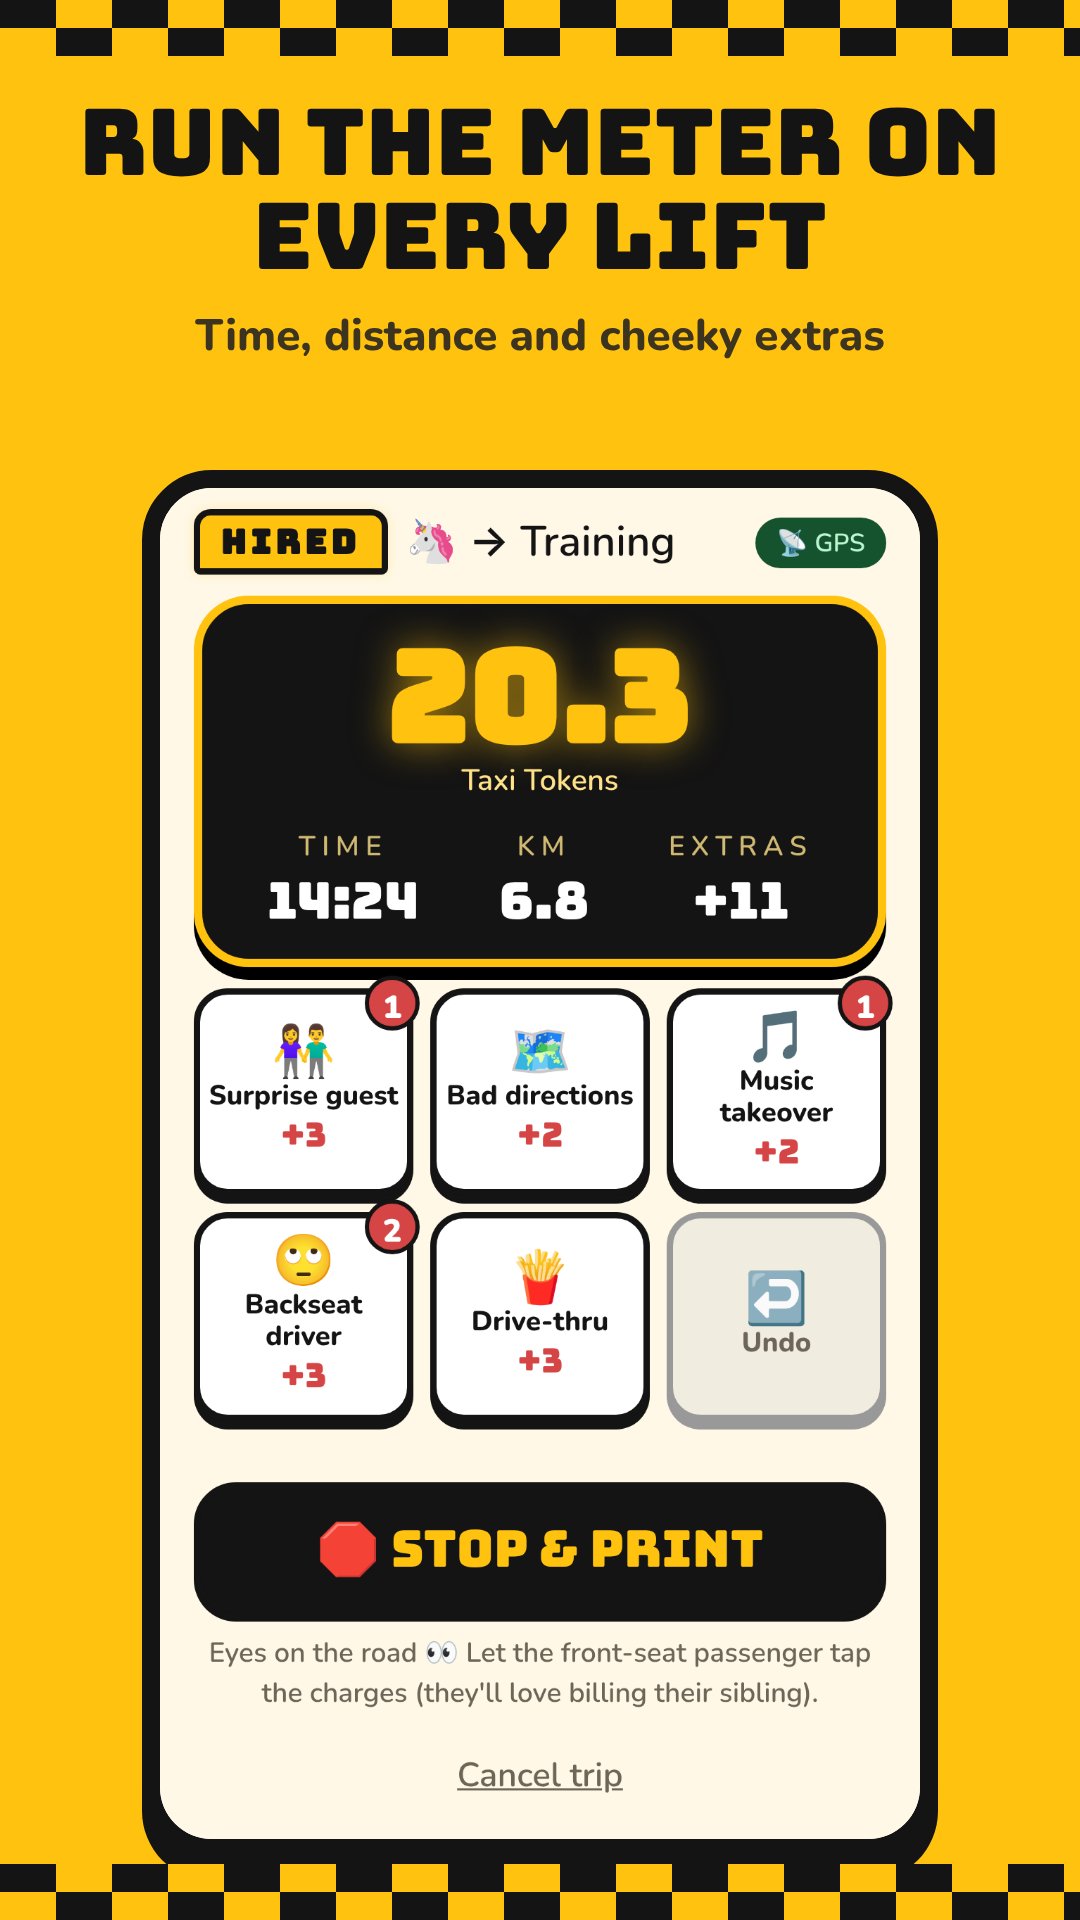 RUN THE METER ON
EVERY LIFT
Time, distance and cheeky extras
HIRED
→ Training
GPS
20.3
Taxi Tokens
TIME KM EXTRAS
14:24 6.8 +11
1
1
Surprise guest
+3
Bad directions
+2
Music
takeover
+2
2
Backseat
driver
+3
Drive-thru
+3
Undo
STOP & PRINT
Eyes on the road 👀 Let the front-seat passenger tap
the charges (they'll love billing their sibling).
Cancel trip